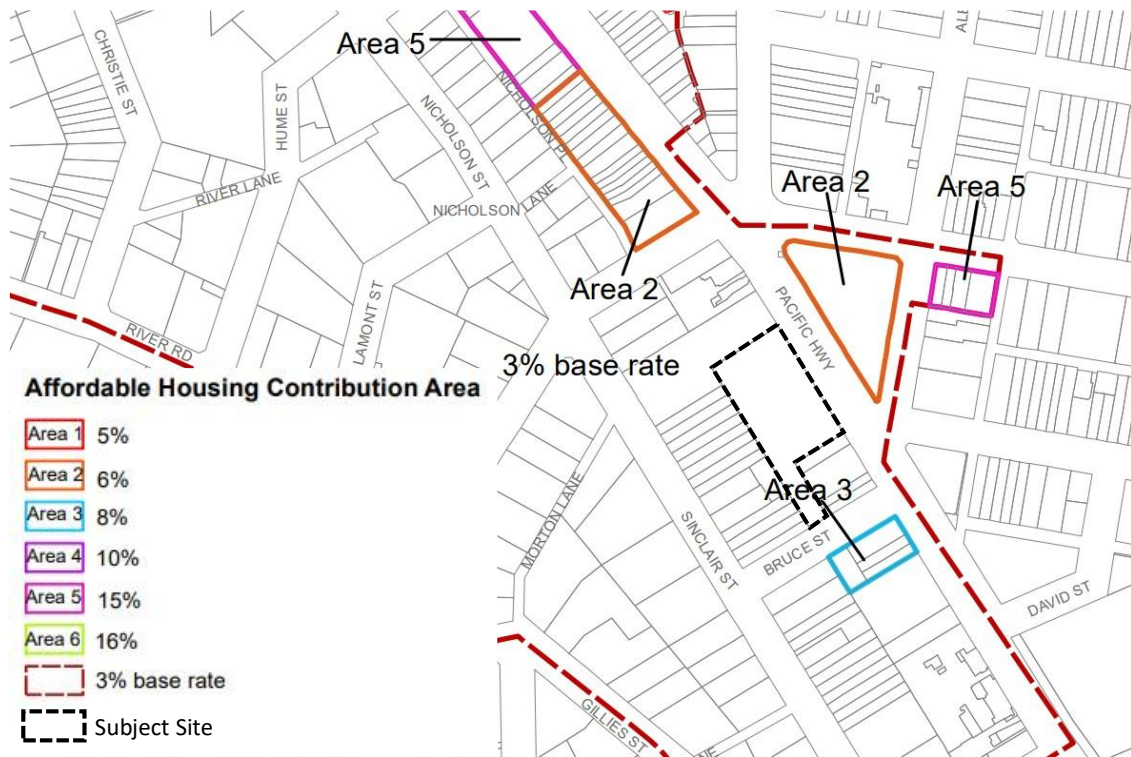 CHRISTIE ST
HUME ST
Area 5
NICHOLSON ST
RIVER LANE
NICHOLSON LANE
Area 2
Area 2
Area 5
LAMONT ST
RIVER RD
PACIFIC HWY
3% base rate
Area 3
MORTON LANE
SINCLAIR ST
BRUCE ST
DAVID ST
GILLIES ST
Affordable Housing Contribution Area
Area 1 5%
Area 2 6%
Area 3 8%
Area 4 10%
Area 5 15%
Area 6 16%
3% base rate
Subject Site